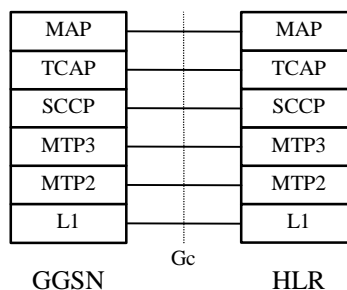 MAP MAP
TCAP TCAP
SCCP SCCP
MTP3 MTP3
MTP2 MTP2
L1 L1
Gc
GGSN HLR